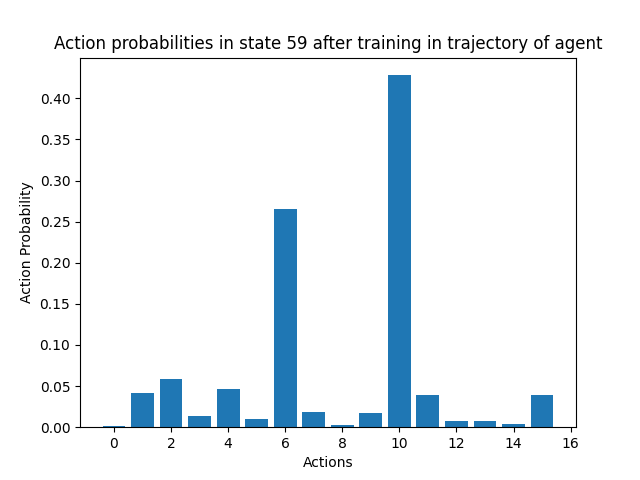 Action probabilities in state 59 after training in trajectory of agent
Action Probability
0.40
0.35
0.30
0.25
0.20
0.15
0.10
0.05
0.00
0 2 4 6 8 10 12 14 16
Actions